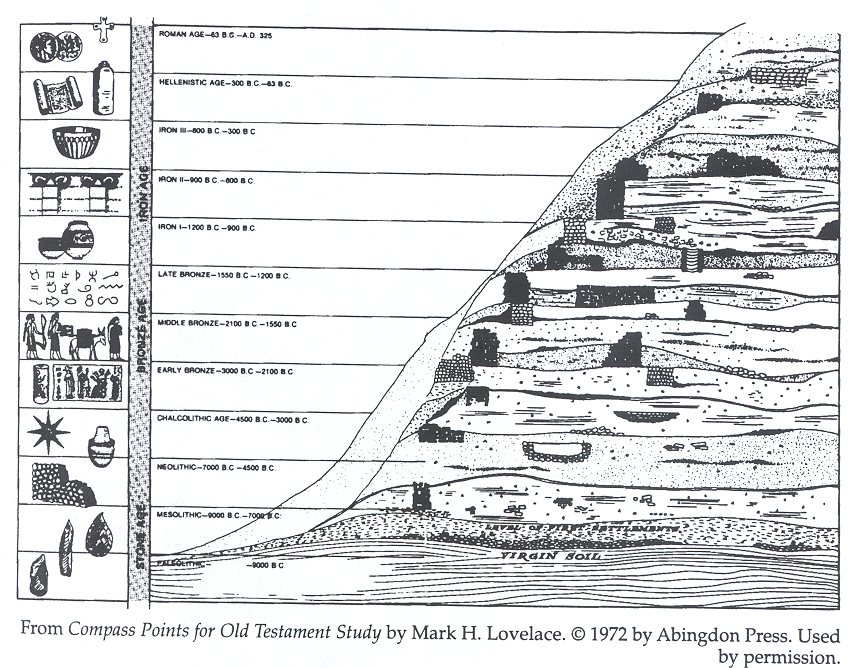 ROMAN AGE—63 B.C.—A.D. 325
HELLENISTIC AGE—300 B.C.—63 B.C.
IRON III—600 B.C.—300 B.C
IRON II—900 B.C.—600 B.C.
IRON I—1200 B.C.—900 B.C.
LATE BRONZE—1550 B.C.—1200 B.C.
MIDDLE BRONZE—2100 B.C.—1550 B.C
EARLY BRONZE—3000 B.C.—2100 B.C.
CHALCOLITHIC AGE—4500 B.C.—3000 B.C.
NEOLITHIC—7000 B.C.—4500 B.C.
MESOLITHIC—9000 B.C.—7000 B.C.
PALEOLITHIC— —9000 B.C.
IRON AGE
BRONZE AGE
STONE AGE
LEVEL OF FIRST SETTLEMENTS
VIRGIN SOIL
From Compass Points for Old Testament Study by Mark H. Lovelace. © 1972 by Abingdon Press. Used
by permission.